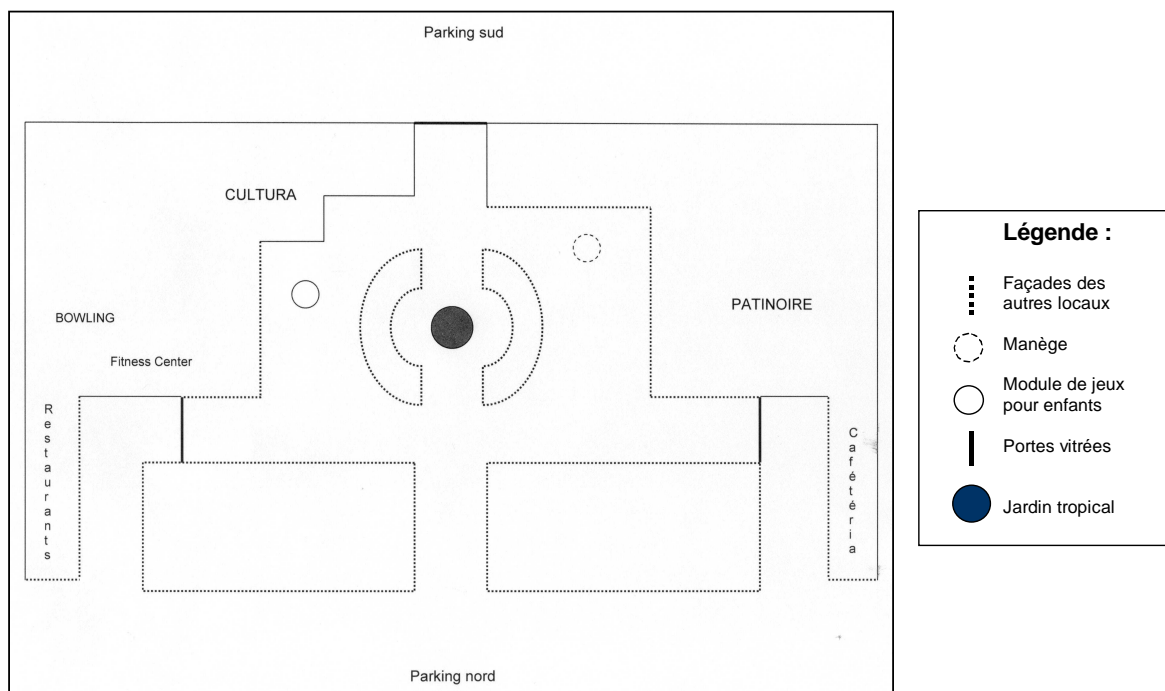 Parking sud
CULTURA
PATINOIRE
BOWLING
Fitness Center
Restaurants
Cafétéria
Parking nord
Légende :
Façades des
autres locaux
Manège
Module de jeux
pour enfants
Portes vitrées
Jardin tropical